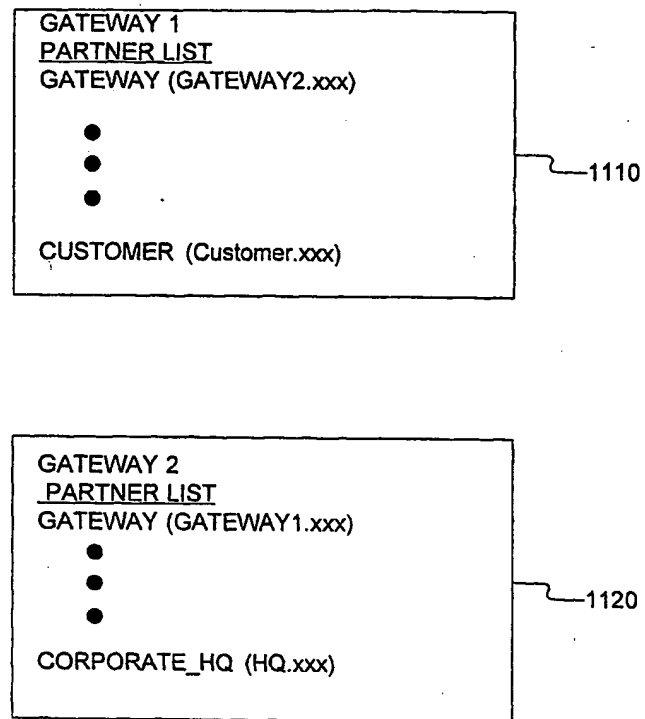 GATEWAY 1
PARTNER LIST
GATEWAY (GATEWAY2.xxx)
CUSTOMER (Customer.xxx)
1110
GATEWAY 2
PARTNER LIST
GATEWAY (GATEWAY1.xxx)
CORPORATE_HQ (HQ.xxx)
1120